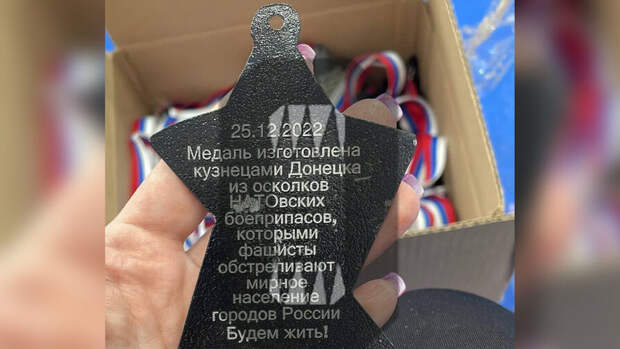 25.12.2022
Медаль изготовлена
кузнецами Донецка
из осколков
НАТОвских
боеприпасов,
которыми
фашисты
обстреливают
мирное
население
городов России
Будем жить!